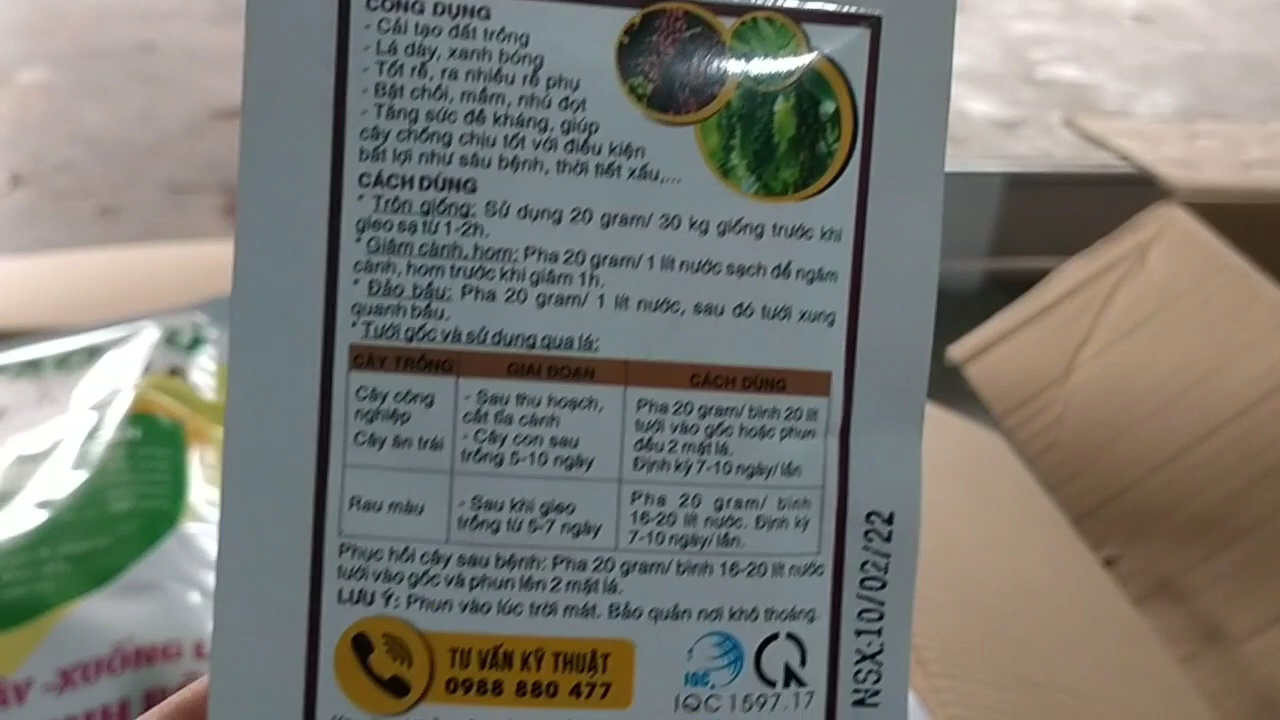 CÔNG DỤNG
- Cải tạo đất trồng
- Lá dày, xanh bóng
- Tốt rễ, ra nhiều rễ phụ
- Bật chồi, mầm, nhú đọt
- Tăng sức đề kháng, giúp
cây chống chịu tốt với điều kiện
bất lợi như sâu bệnh, thời tiết xấu,...
CÁCH DÙNG
* Trộn giống: Sử dụng 20 gram/ 30 kg giống trước khi
gieo sạ từ 1-2h.
* Giâm cành, hom: Pha 20 gram/ 1 lít nước sạch để ngâm
cành, hom trước khi giâm 1h.
* Đảo bầu: Pha 20 gram/ 1 lít nước, sau đó tưới xung
quanh bầu.
* Tưới gốc và sử dụng qua lá:
CÂY TRỒNG GIAI ĐOẠN CÁCH DÙNG
Cây công
nghiệp
Cây ăn trái
- Sau thu hoạch,
cắt tỉa cành
- Cây con sau
trồng 5-10 ngày
Pha 20 gram/ bình 20 lít
tưới vào gốc hoặc phun
đều 2 mặt lá.
Định kỳ 7-10 ngày/ lần
Rau màu
- Sau khi gieo
trồng từ 5-7 ngày
Pha 20 gram/ bình
16-20 lít nước. Định kỳ
7-10 ngày/ lần.
Phục hồi cây sau bệnh: Pha 20 gram/ bình 16-20 lít nước
tưới vào gốc và phun lên 2 mặt lá.
LƯU Ý: Phun vào lúc trời mát. Bảo quản nơi khô thoáng
TƯ VẤN KỸ THUẬT
0988 880 477
IQC
IQC1597.17
NSX:10/02/22
-XUỐNG